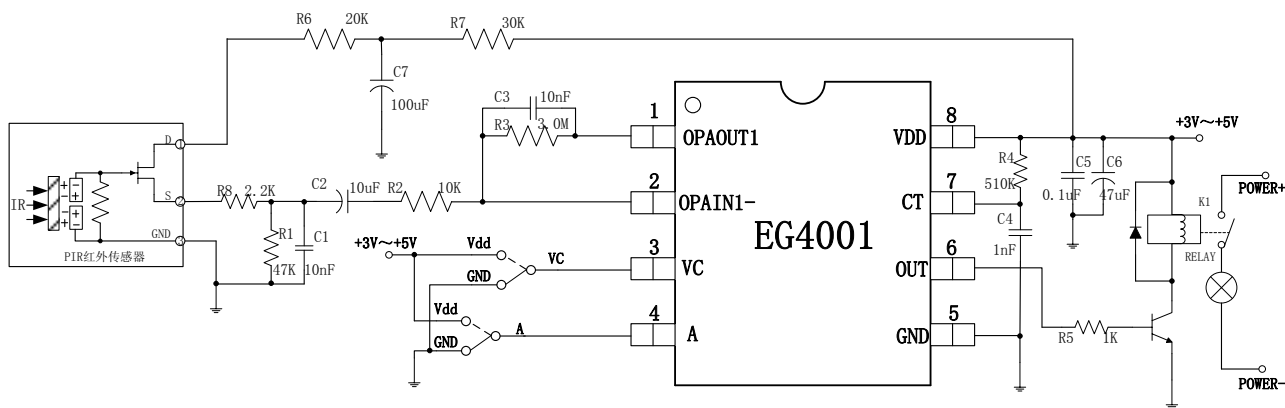 R6 20K
R7 30K
C7
100uF
C3 10nF
R3 3.0M
1
OPAOUT1
VDD
8
+3V～+5V
D
①
IR
S
②
GND
③
PIR红外传感器
R8 2.2K
R1
47K
C1
10nF
C2
10uF
R2 10K
2
OPAIN1-
EG4001
R4
510K
C5
0.1uF
C6
47uF
7
CT
C4
1nF
K1
RELAY
POWER+
+3V～+5V
Vdd
GND
VC
3
VC
6
OUT
Vdd
GND
A
4
A
5
GND
R5 1K
POWER-